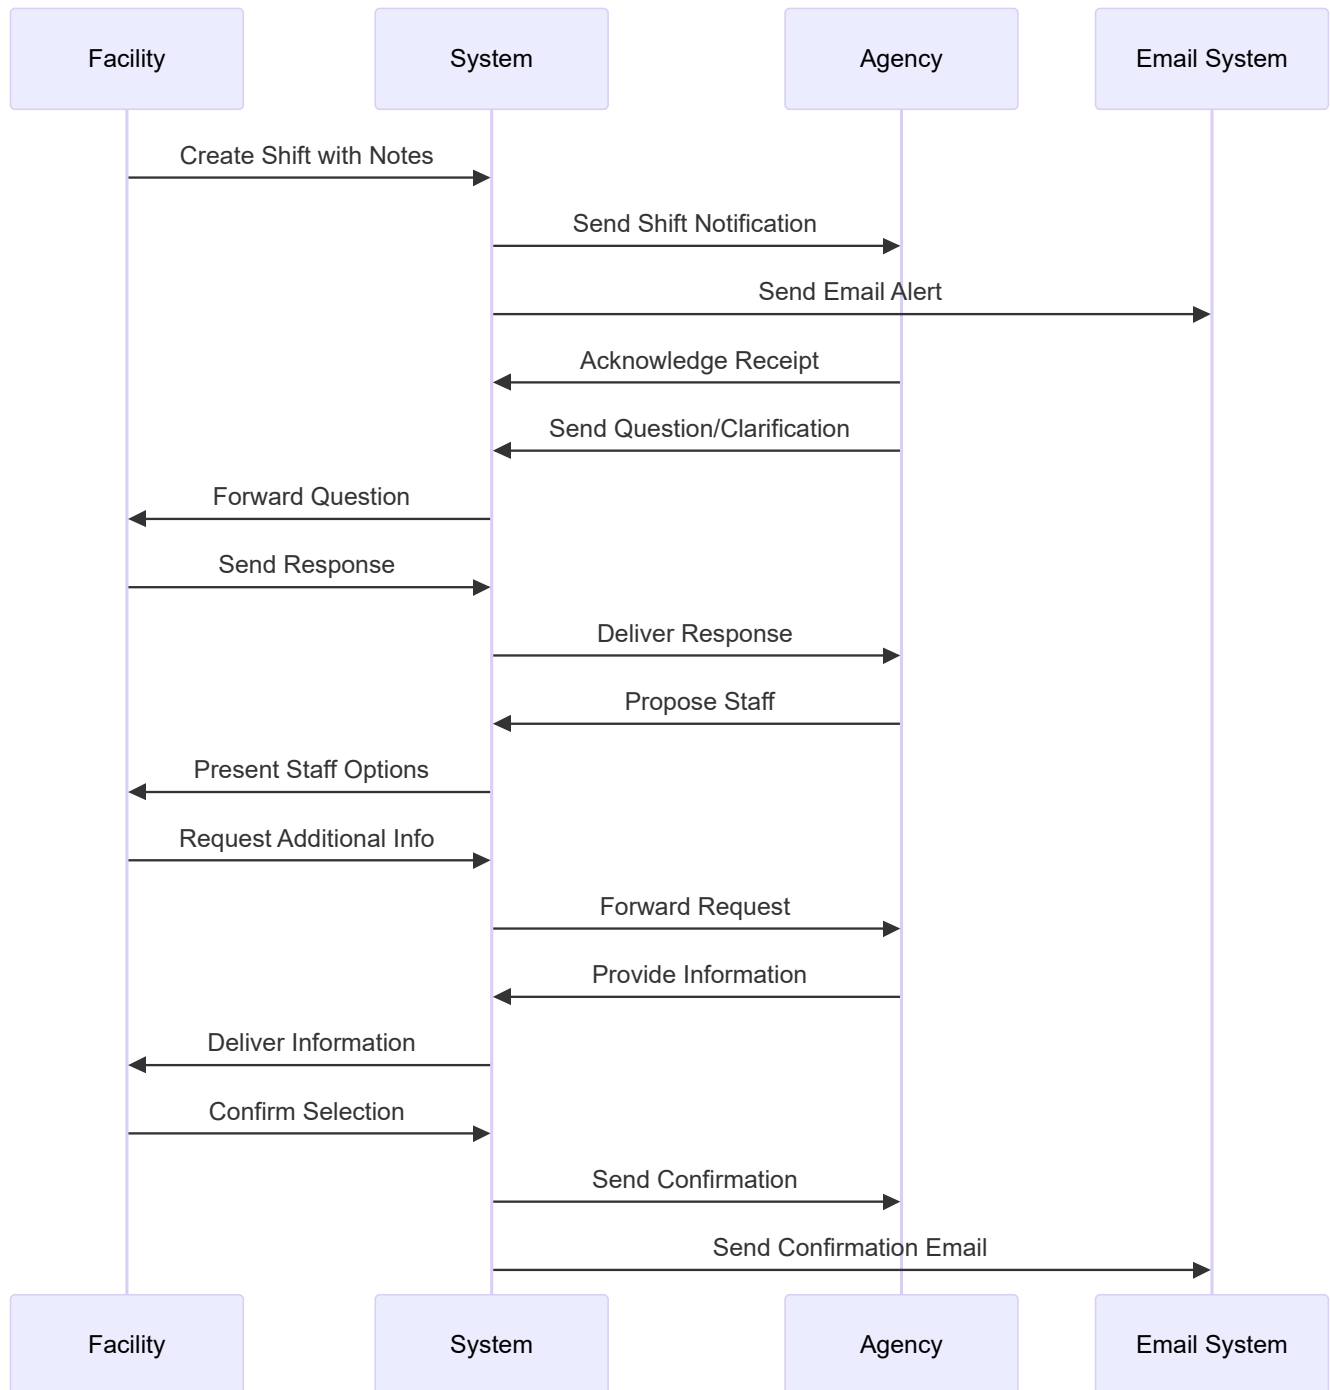 Facility
System
Agency
Email System
Create Shift with Notes
Send Shift Notification
Send Email Alert
Acknowledge Receipt
Send Question/Clarification
Forward Question
Send Response
Deliver Response
Propose Staff
Present Staff Options
Request Additional Info
Forward Request
Provide Information
Deliver Information
Confirm Selection
Send Confirmation
Send Confirmation Email
Facility
System
Agency
Email System